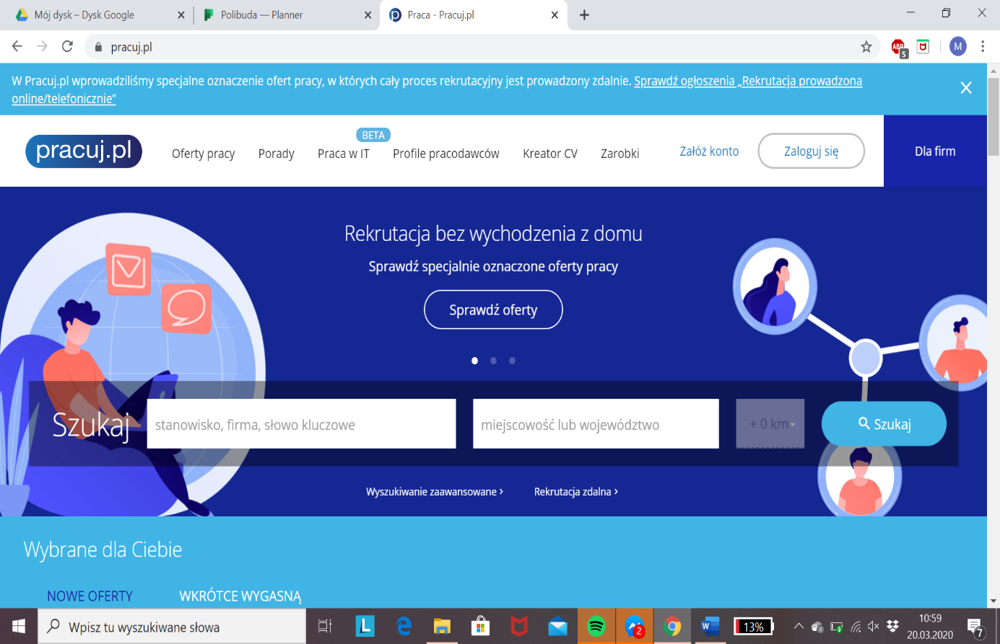 Mój dysk – Dysk Google
Polibuda — Planner
Praca - Pracuj.pl
pracuj.pl
ABP
5
M
W Pracuj.pl wprowadziliśmy specjalne oznaczenie ofert pracy, w których cały proces rekrutacyjny jest prowadzony zdalnie. Sprawdź ogłoszenia „Rekrutacja prowadzona
online/telefonicznie”
pracuj.pl
Oferty pracy
Porady
BETA
Praca w IT
Profile pracodawców
Kreator CV
Zarobki
Załóż konto
Zaloguj się
Dla firm
Rekrutacja bez wychodzenia z domu
Sprawdź specjalnie oznaczone oferty pracy
Sprawdź oferty
Szukaj
stanowisko, firma, słowo kluczowe
miejscowość lub województwo
+ 0 km
Szukaj
Wyszukiwanie zaawansowane ›
Rekrutacja zdalna ›
Wybrane dla Ciebie
NOWE OFERTY
WKRÓTCE WYGASNĄ
Wpisz tu wyszukiwane słowa
L
2
W
13%
10:59
20.03.2020
7